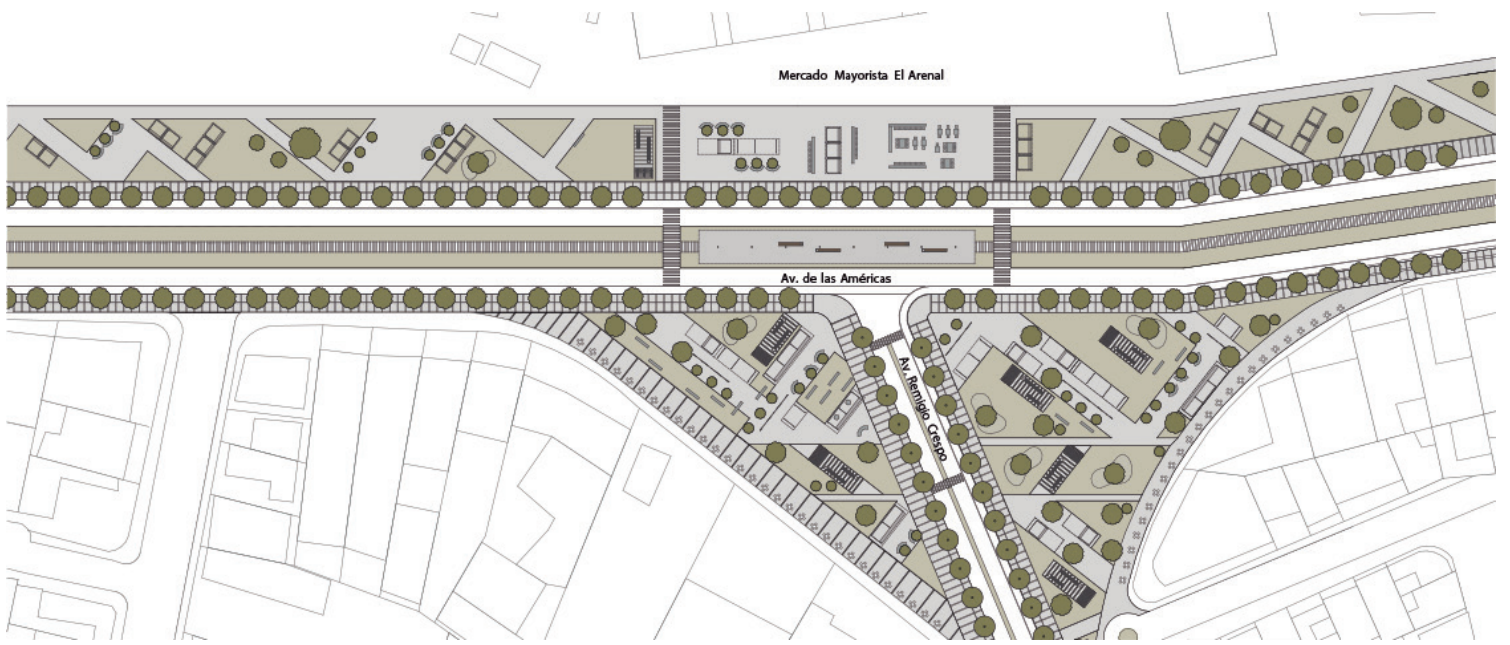 Mercado Mayorista El Arenal
Av. de las Américas
Av. Remigio Crespo